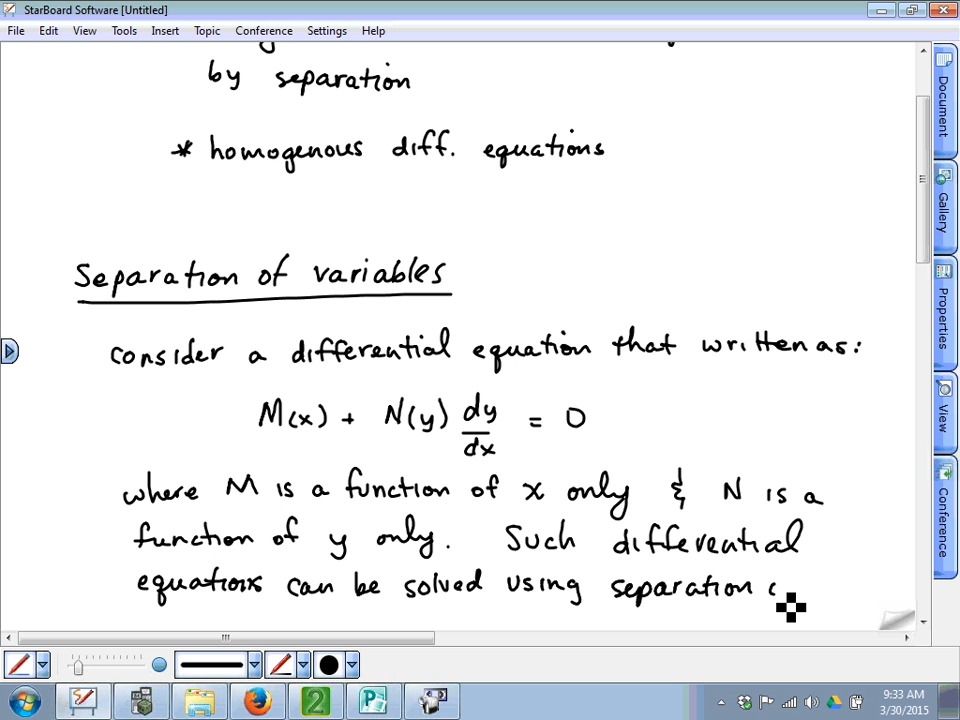 StarBoard Software [Untitled]
File Edit View Tools Insert Topic Conference Settings Help
by separation
* homogenous diff. equations
Separation of variables
consider a differential equation that written as:
M(x) + N(y) dy/dx = 0
where M is a function of x only & N is a
function of y only. Such differential
equations can be solved using separation
Document
Gallery
Properties
View
Conference
9:33 AM
3/30/2015